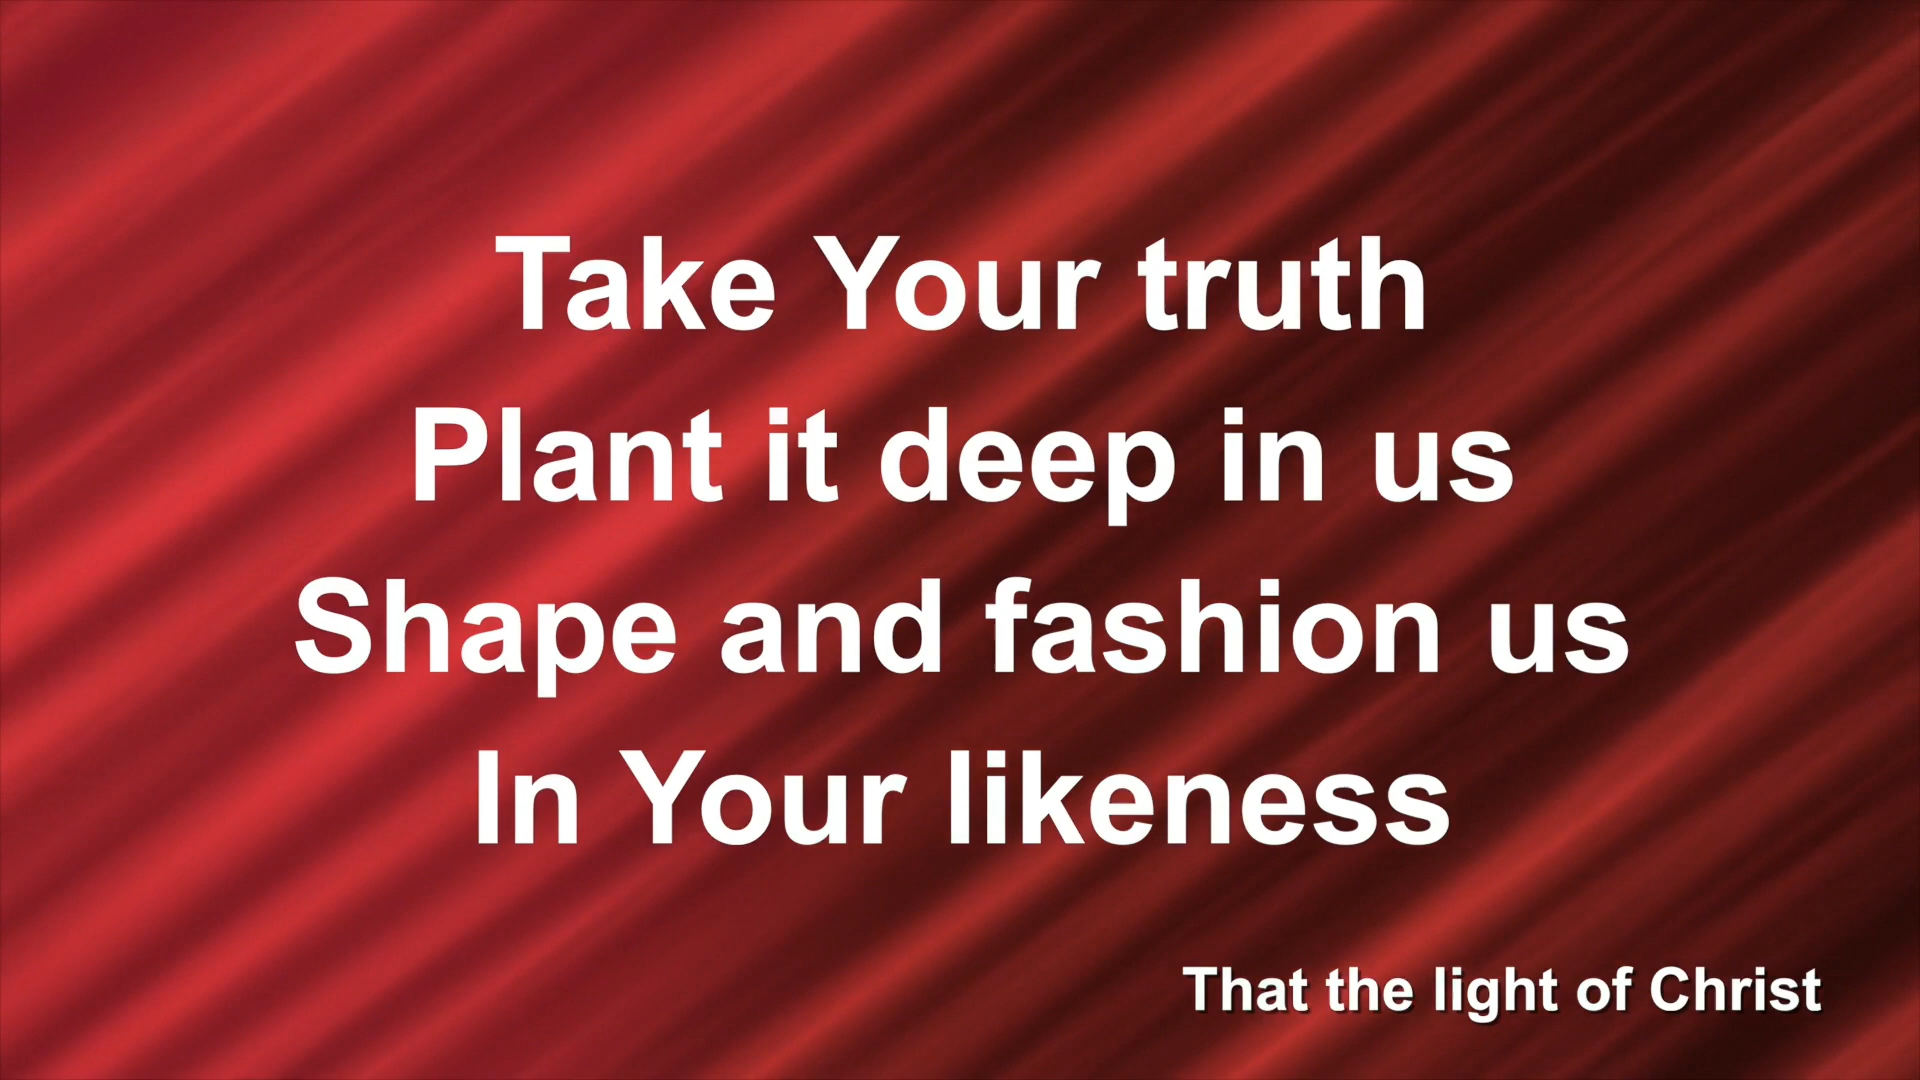 Take Your truth
Plant it deep in us
Shape and fashion us
In Your likeness
That the light of Christ